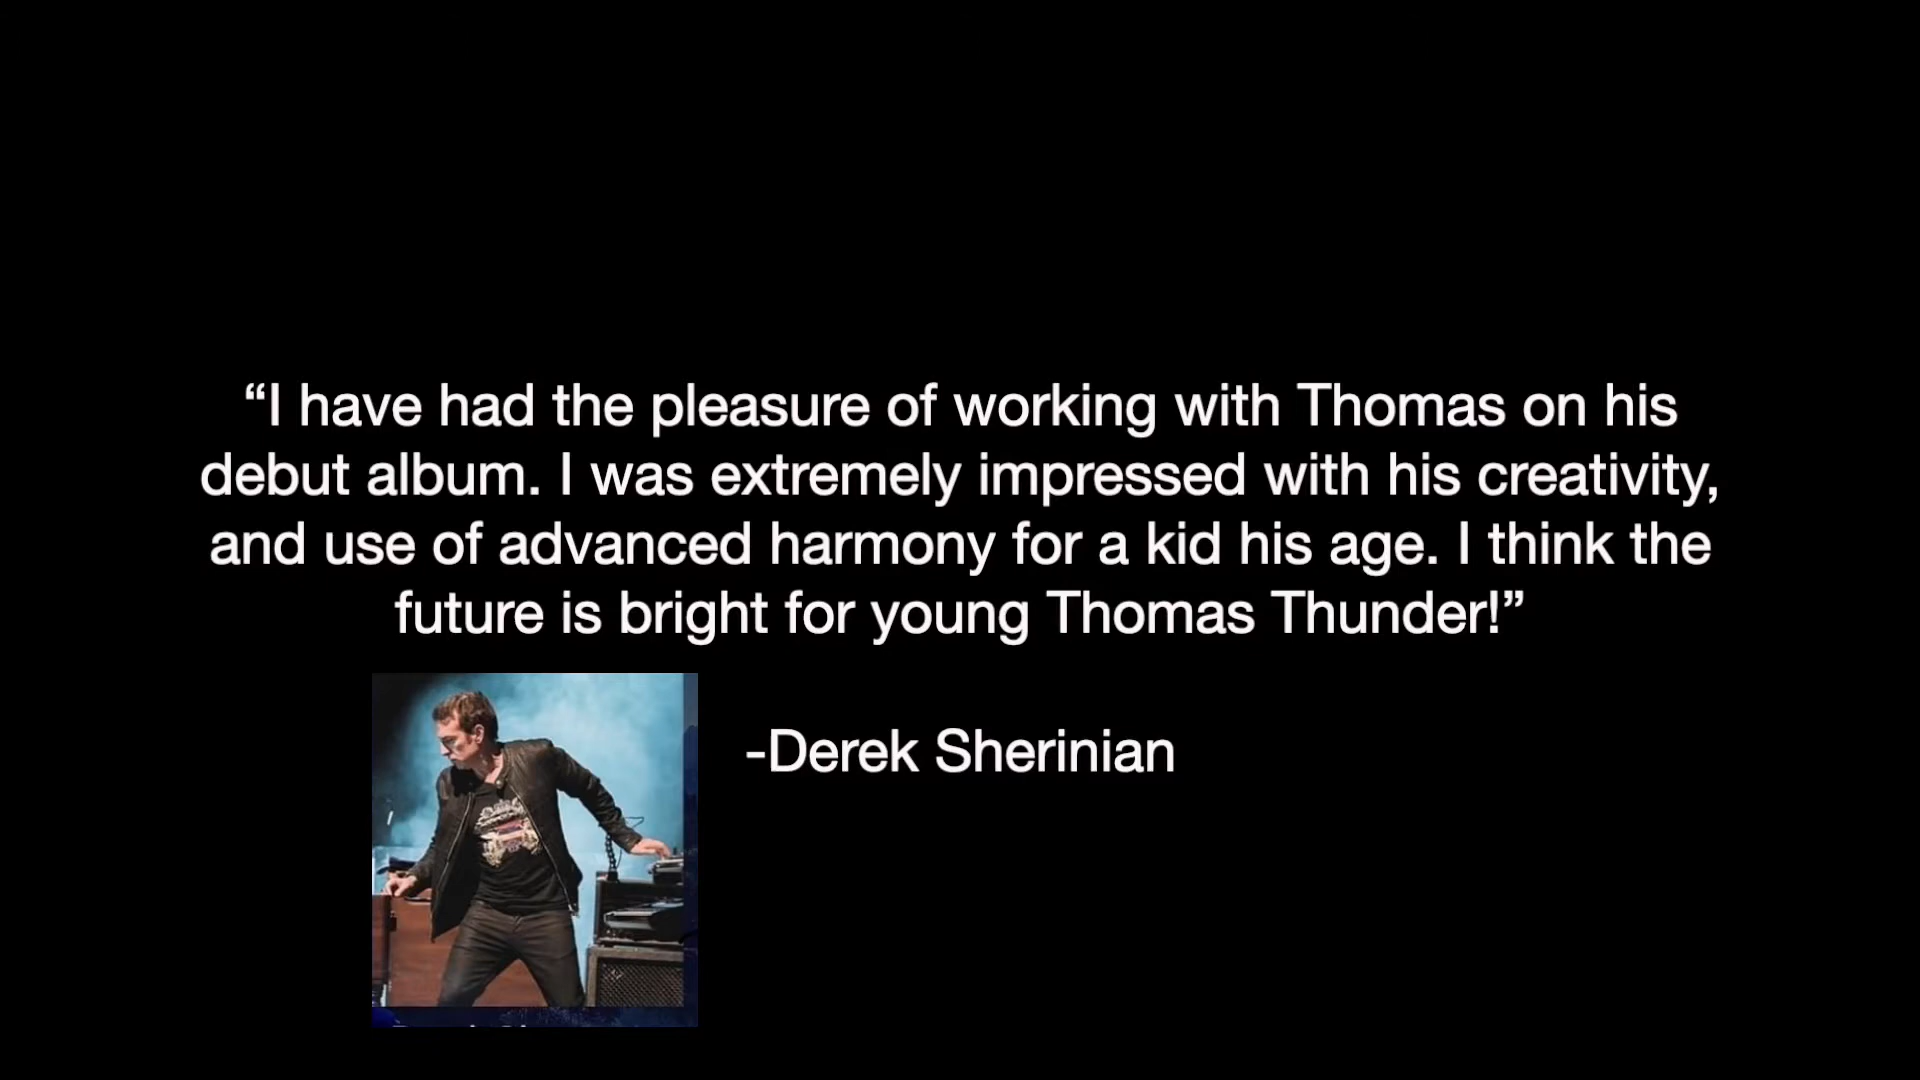 “I have had the pleasure of working with Thomas on his
debut album. I was extremely impressed with his creativity,
and use of advanced harmony for a kid his age. I think the
future is bright for young Thomas Thunder!”
-Derek Sherinian